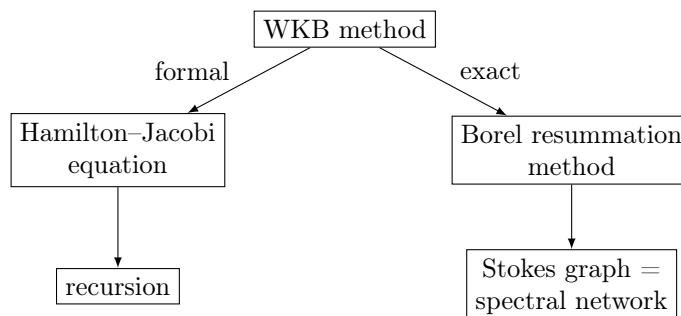 WKB method
formal
exact
Hamilton–Jacobi
equation
Borel resummation
method
recursion
Stokes graph =
spectral network